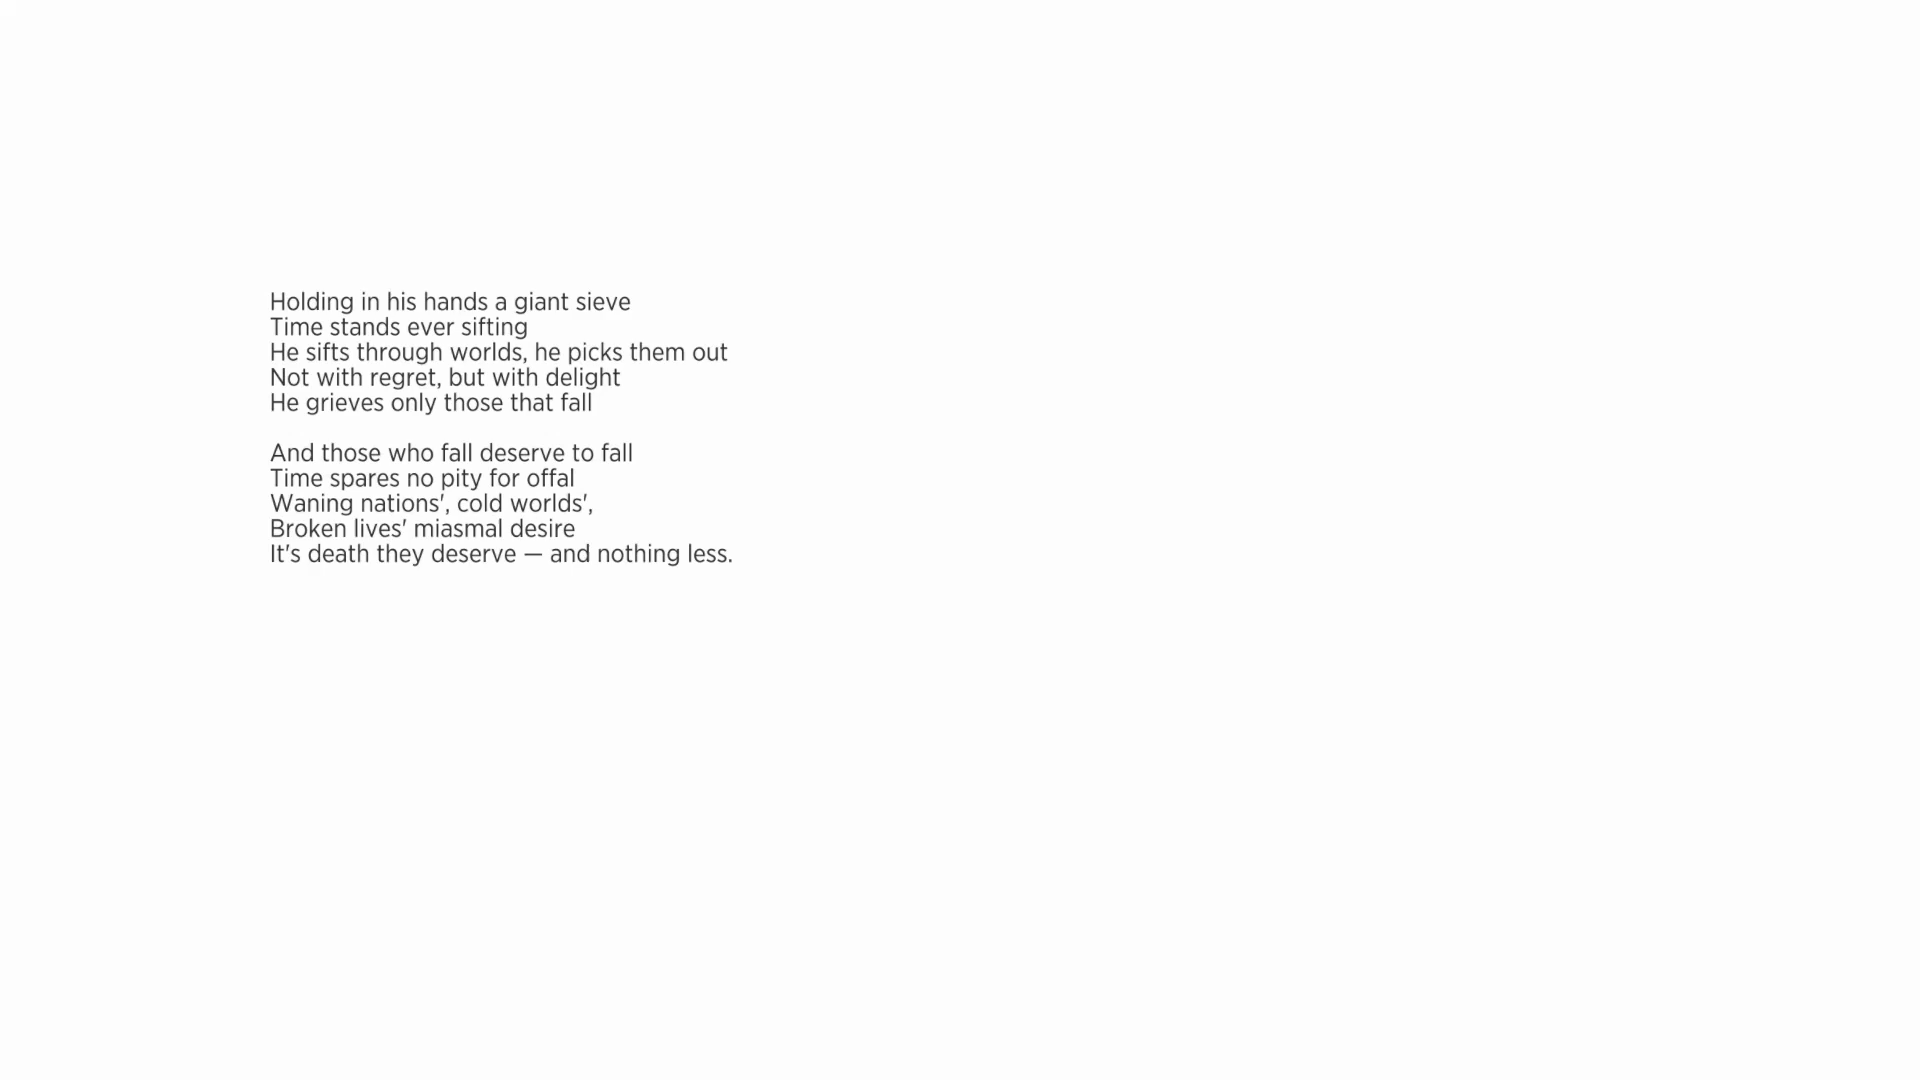 Holding in his hands a giant sieve
Time stands ever sifting
He sifts through worlds, he picks them out
Not with regret, but with delight
He grieves only those that fall
And those who fall deserve to fall
Time spares no pity for offal
Waning nations', cold worlds',
Broken lives' miasmal desire
It's death they deserve — and nothing less.